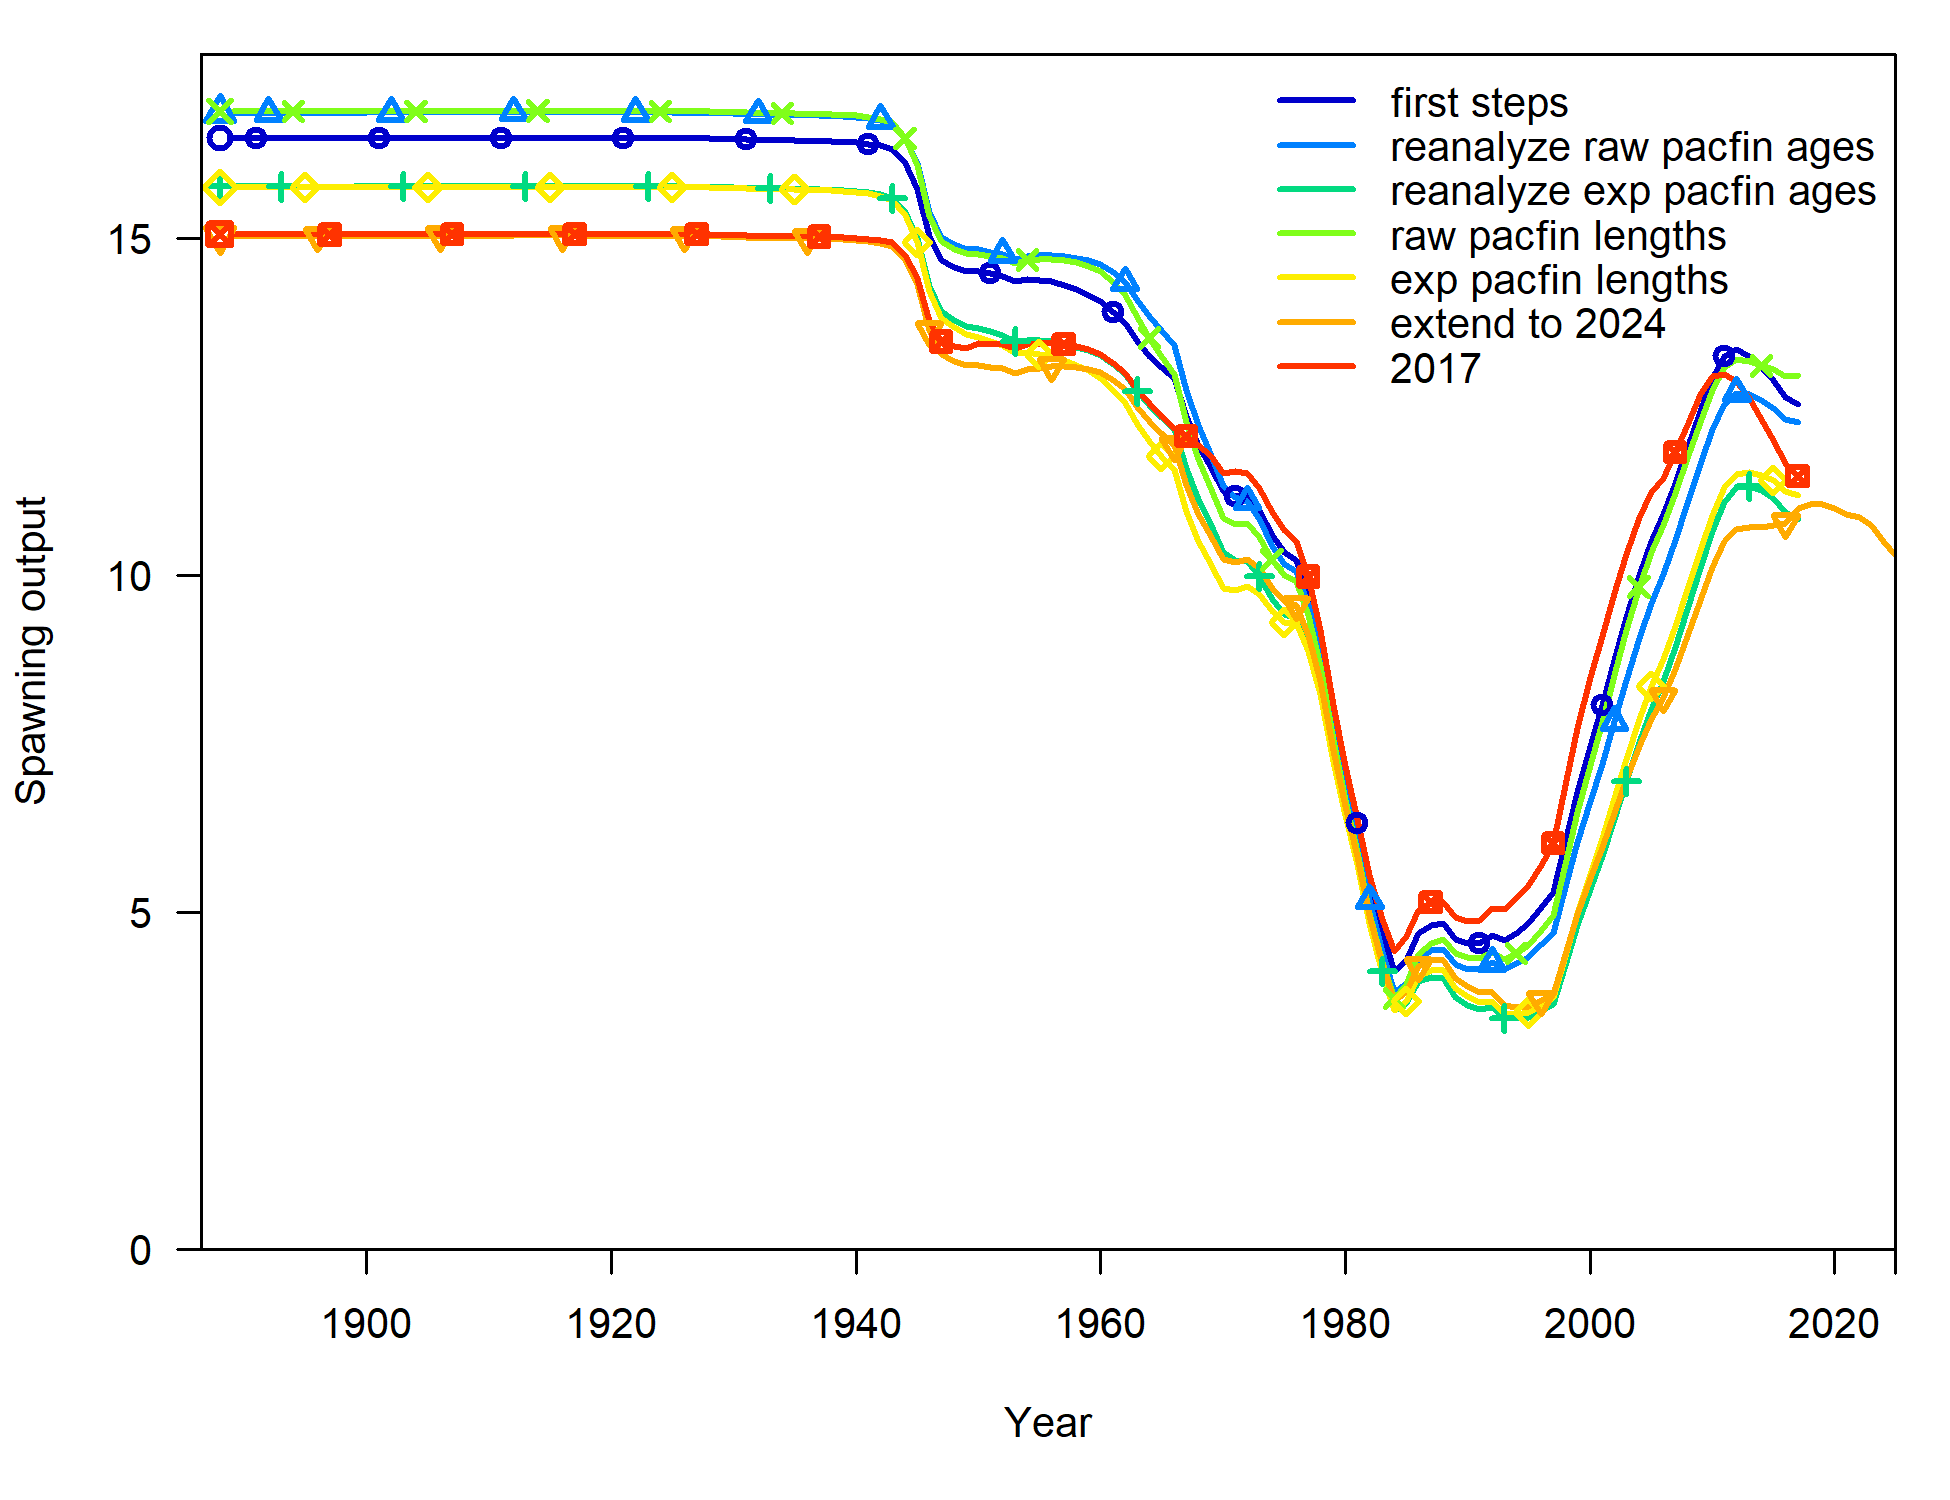 first steps
reanalyze raw pacfin ages
reanalyze exp pacfin ages
raw pacfin lengths
exp pacfin lengths
extend to 2024
2017
15
10
5
0
Spawning output
1900 1920 1940 1960 1980 2000 2020
Year